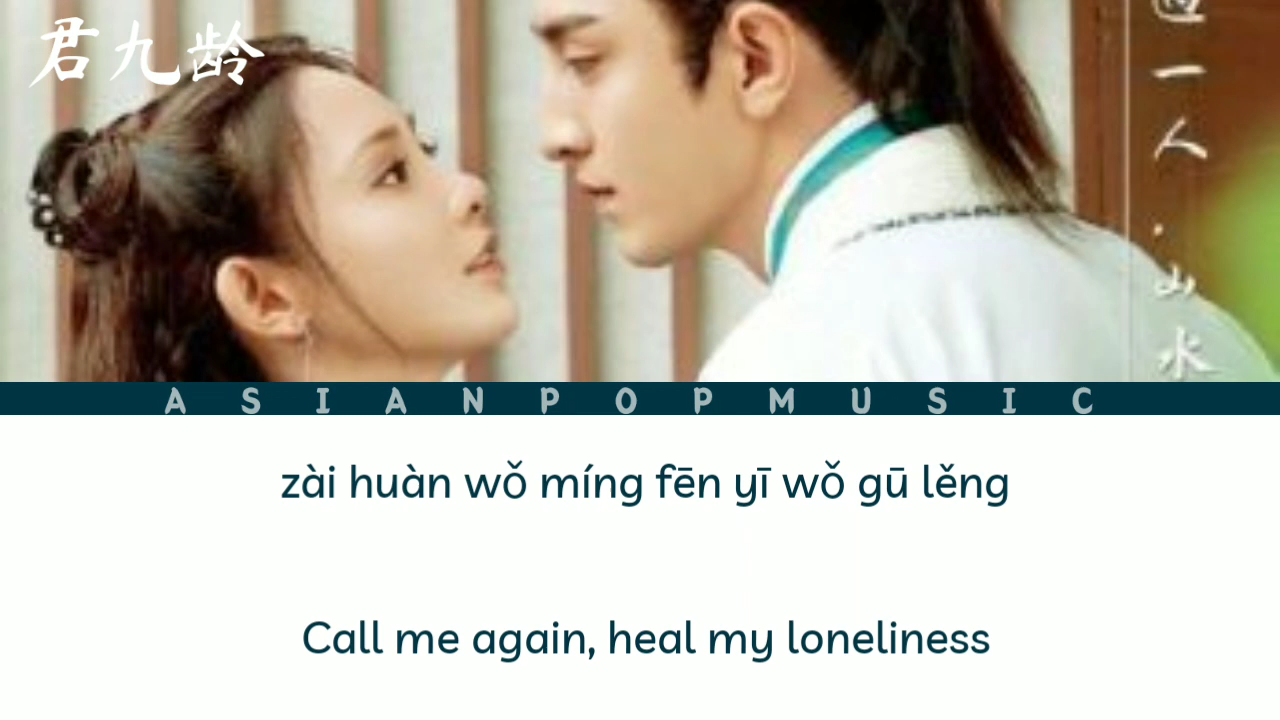 君九龄
一人·山水
A S I A N P O P M U S I C
zài huàn wǒ míng fēn yī wǒ gū lěng
Call me again, heal my loneliness